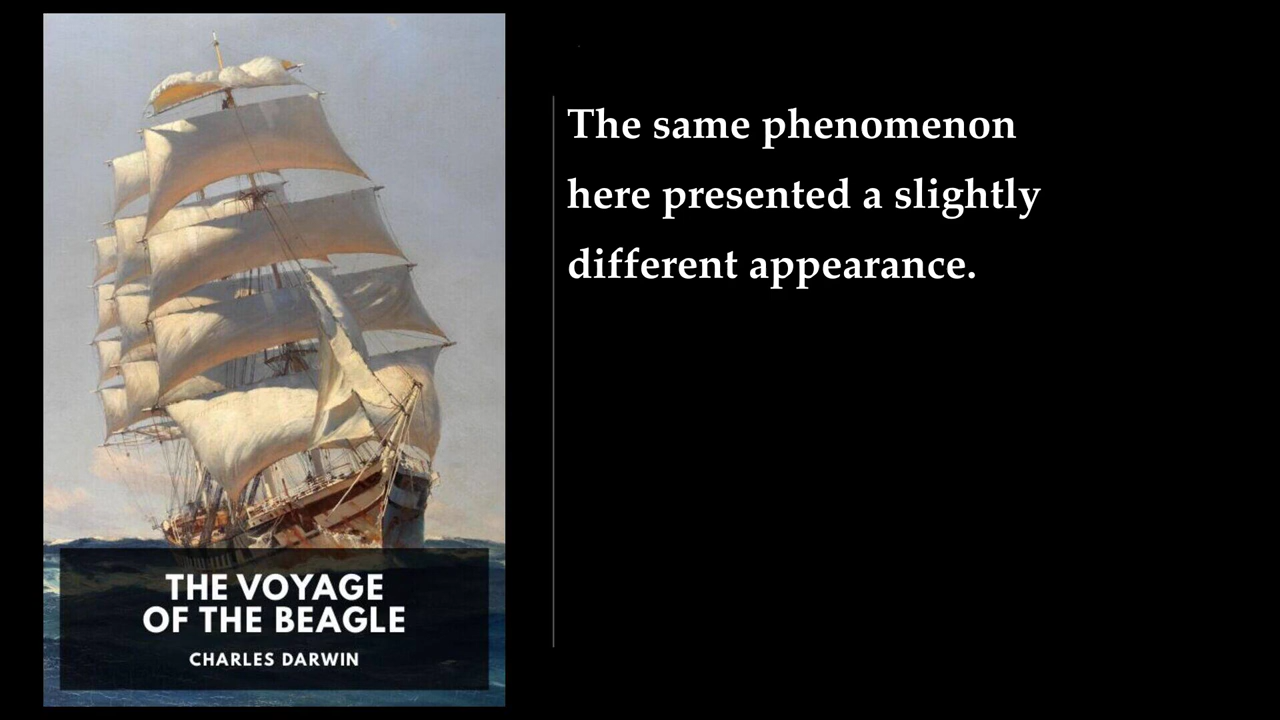 THE VOYAGE
OF THE BEAGLE
CHARLES DARWIN
The same phenomenon
here presented a slightly
different appearance.